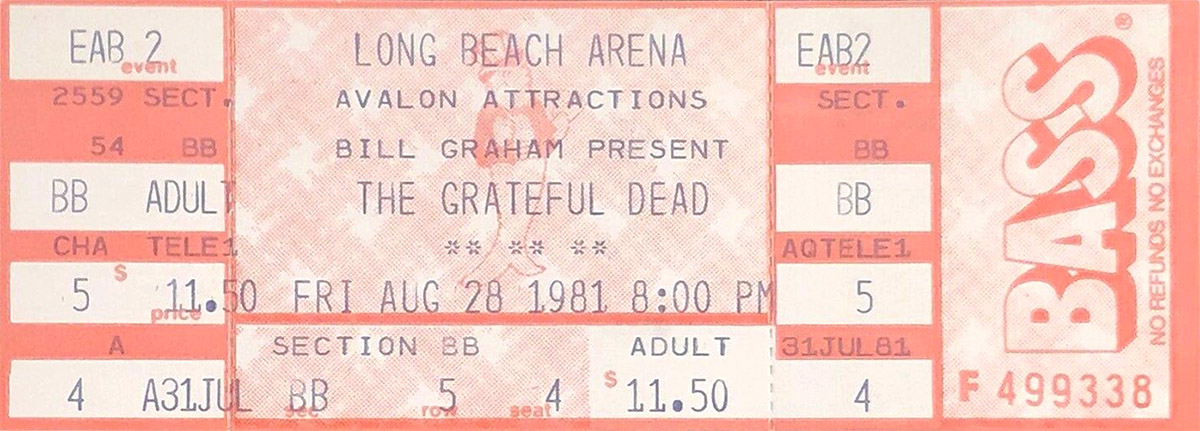 EAB 2
event
2559 SECT.
54 BB
BB ADULT
CHA TELE1
$
5 11.50
price
A
4 A31JUL
LONG BEACH ARENA
AVALON ATTRACTIONS
BILL GRAHAM PRESENT
THE GRATEFUL DEAD
** ** **
FRI AUG 28 1981 8:00 PM
SECTION BB ADULT
BB 5 4 $ 11.50
sec row seat
EAB2
event
SECT.
BB
BB
AQTELE1
5
31JUL81
4
BASS®
NO REFUNDS NO EXCHANGES
F 499338